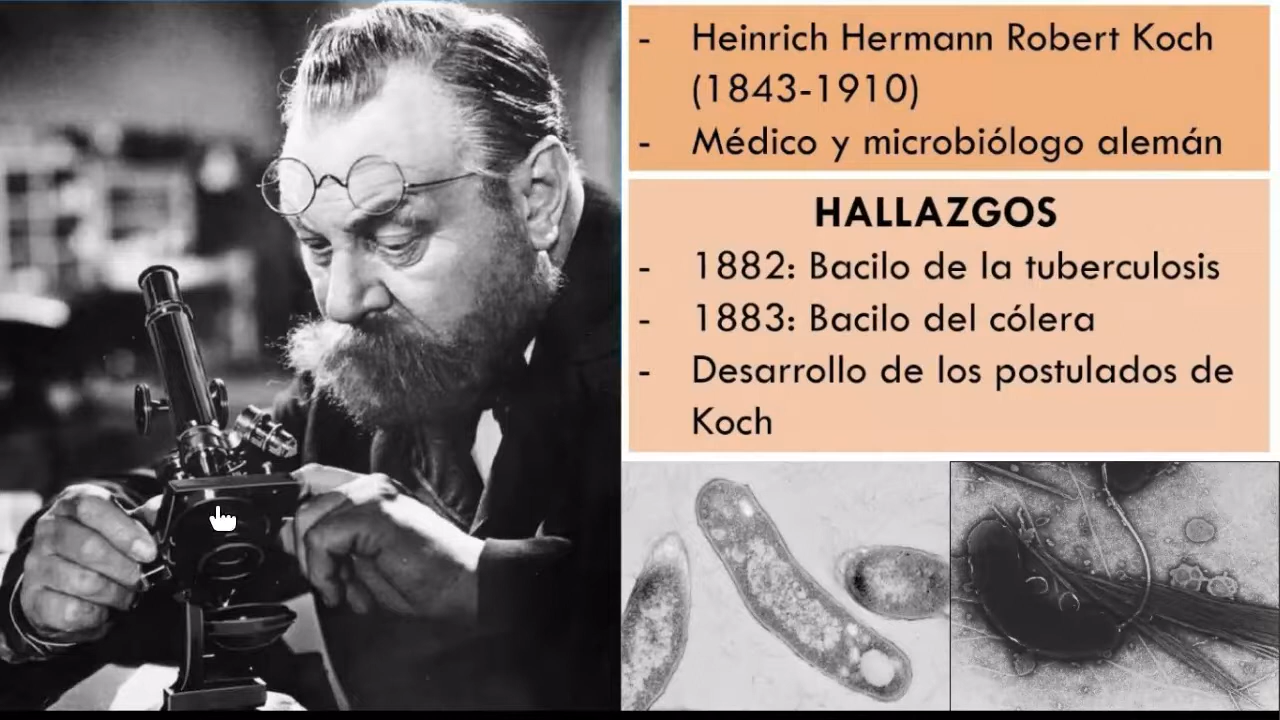 - Heinrich Hermann Robert Koch
(1843-1910)
- Médico y microbiólogo alemán
HALLAZGOS
- 1882: Bacilo de la tuberculosis
- 1883: Bacilo del cólera
- Desarrollo de los postulados de
Koch